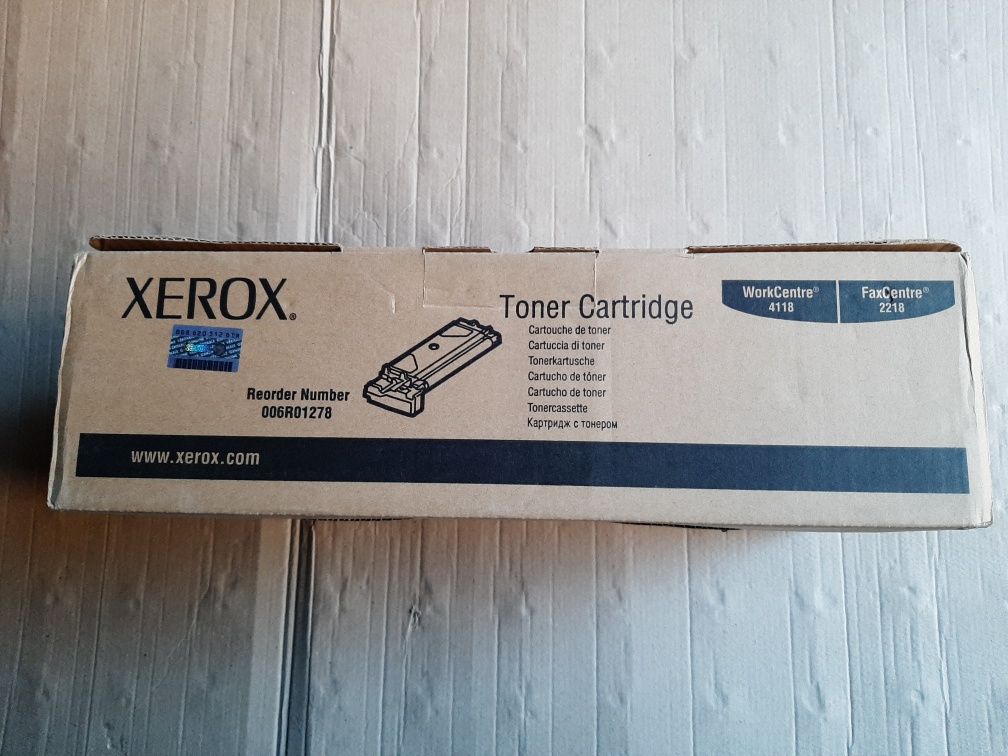 XEROX®
Toner Cartridge
WorkCentre® 4118
FaxCentre® 2218
Cartouche de toner
Cartuccia di toner
Tonerkartusche
Cartucho de tóner
Cartucho de toner
Tonercassette
Картридж с тонером
Reorder Number
006R01278
www.xerox.com